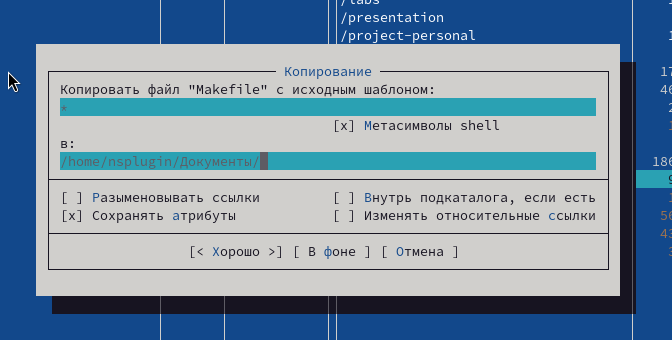 /labs
/presentation
/project-personal
Копирование
Копировать файл "Makefile" с исходным шаблоном:
*
[x] Метасимволы shell
в:
/home/nsplugin/Документы/
[ ] Разыменовывать ссылки
[ ] Внутрь подкаталога, если есть
[x] Сохранять атрибуты
[ ] Изменять относительные ссылки
[< Хорошо >] [ В фоне ] [ Отмена ]